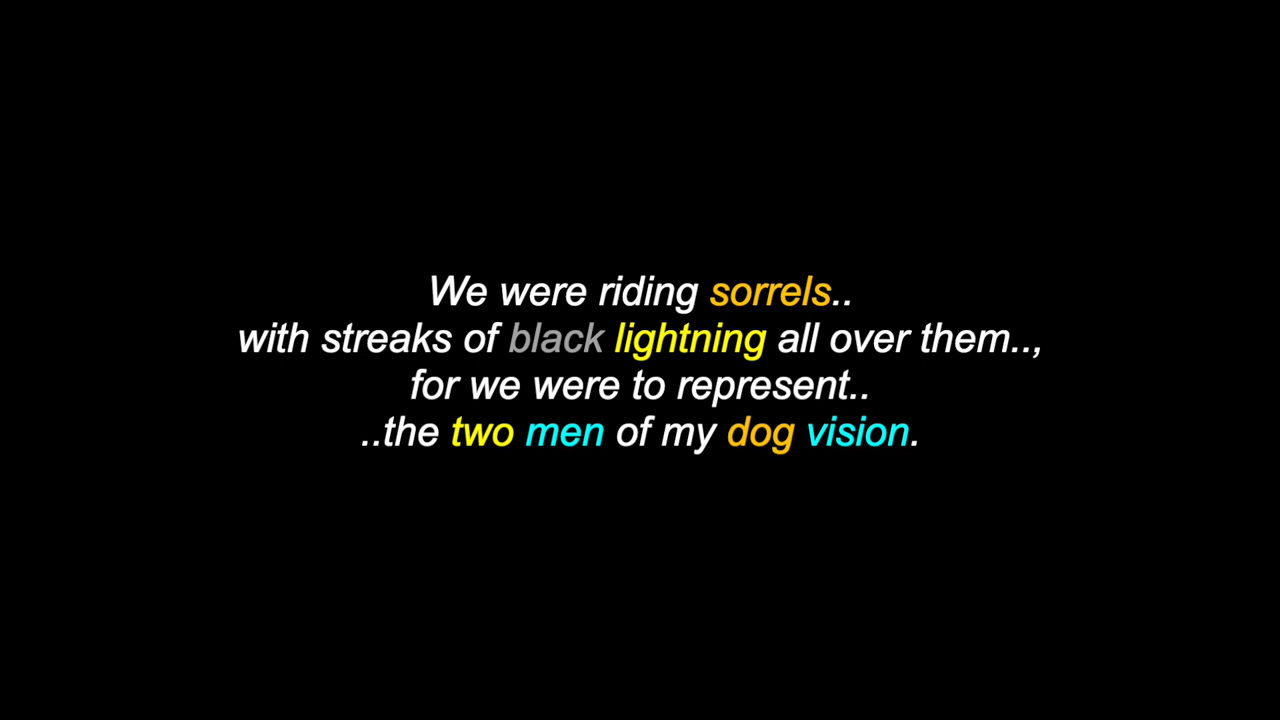 We were riding sorrels..
with streaks of black lightning all over them..,
for we were to represent..
..the two men of my dog vision.